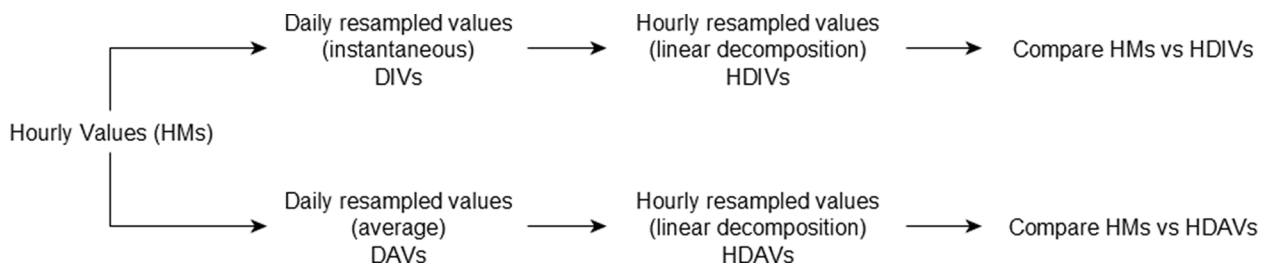 Daily resampled values
(instantaneous)
DIVs
Hourly resampled values
(linear decomposition)
HDIVs
Compare HMs vs HDIVs
Hourly Values (HMs)
Daily resampled values
(average)
DAVs
Hourly resampled values
(linear decomposition)
HDAVs
Compare HMs vs HDAVs